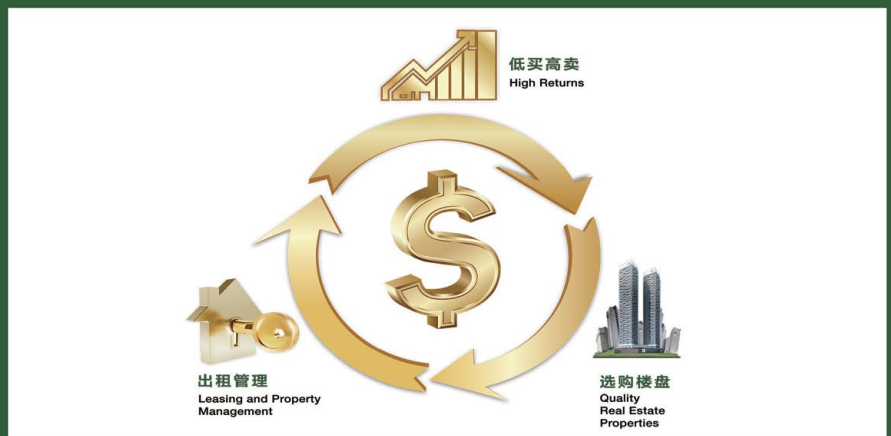 低买高卖
High Returns
出租管理
Leasing and Property
Management
选购楼盘
Quality
Real Estate
Properties